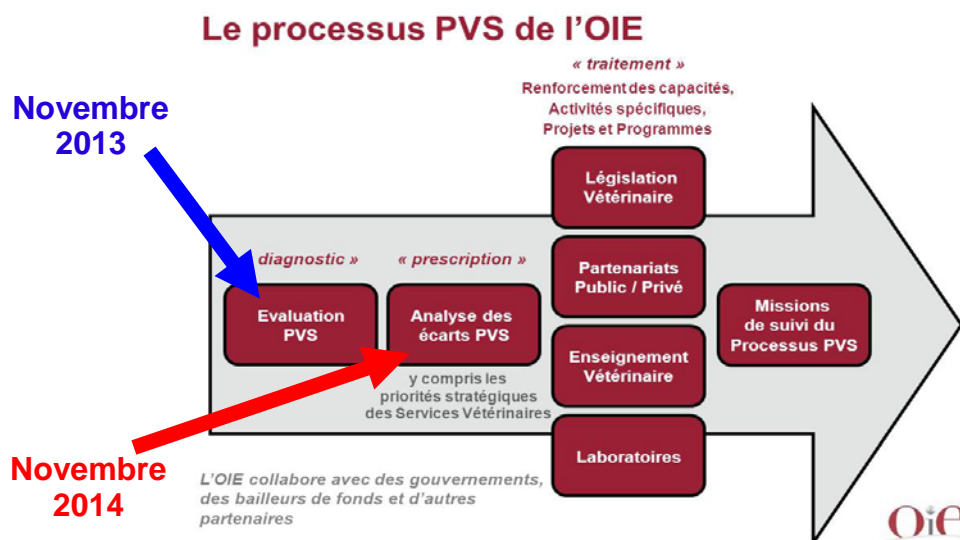 Le processus PVS de l'OIE
« traitement »
Renforcement des capacités,
Activités spécifiques,
Projets et Programmes
Novembre
2013
Législation
Vétérinaire
diagnostic »
« prescription »
Partenariats
Public / Privé
Evaluation
PVS
Analyse des
écarts PVS
Missions
de suivi du
Processus PVS
Enseignement
Vétérinaire
y compris les
priorités stratégiques
des Services Vétérinaires
Laboratoires
Novembre
2014
L'OIE collabore avec des gouvernements,
des bailleurs de fonds et d'autres
partenaires
OiE